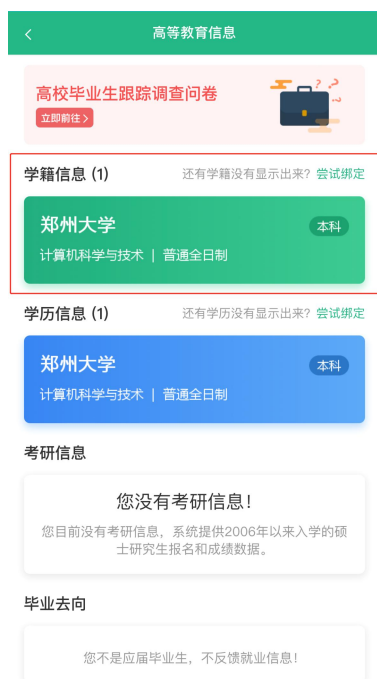 高等教育信息
高校毕业生跟踪调查问卷
立即前往>
学籍信息 (1) 还有学籍没有显示出来? 尝试绑定
郑州大学 本科
计算机科学与技术 | 普通全日制
学历信息 (1) 还有学历没有显示出来? 尝试绑定
郑州大学 本科
计算机科学与技术 | 普通全日制
考研信息
您没有考研信息！
您目前没有考研信息，系统提供2006年以来入学的硕
士研究生报名和成绩数据。
毕业去向
您不是应届毕业生，不反馈就业信息！